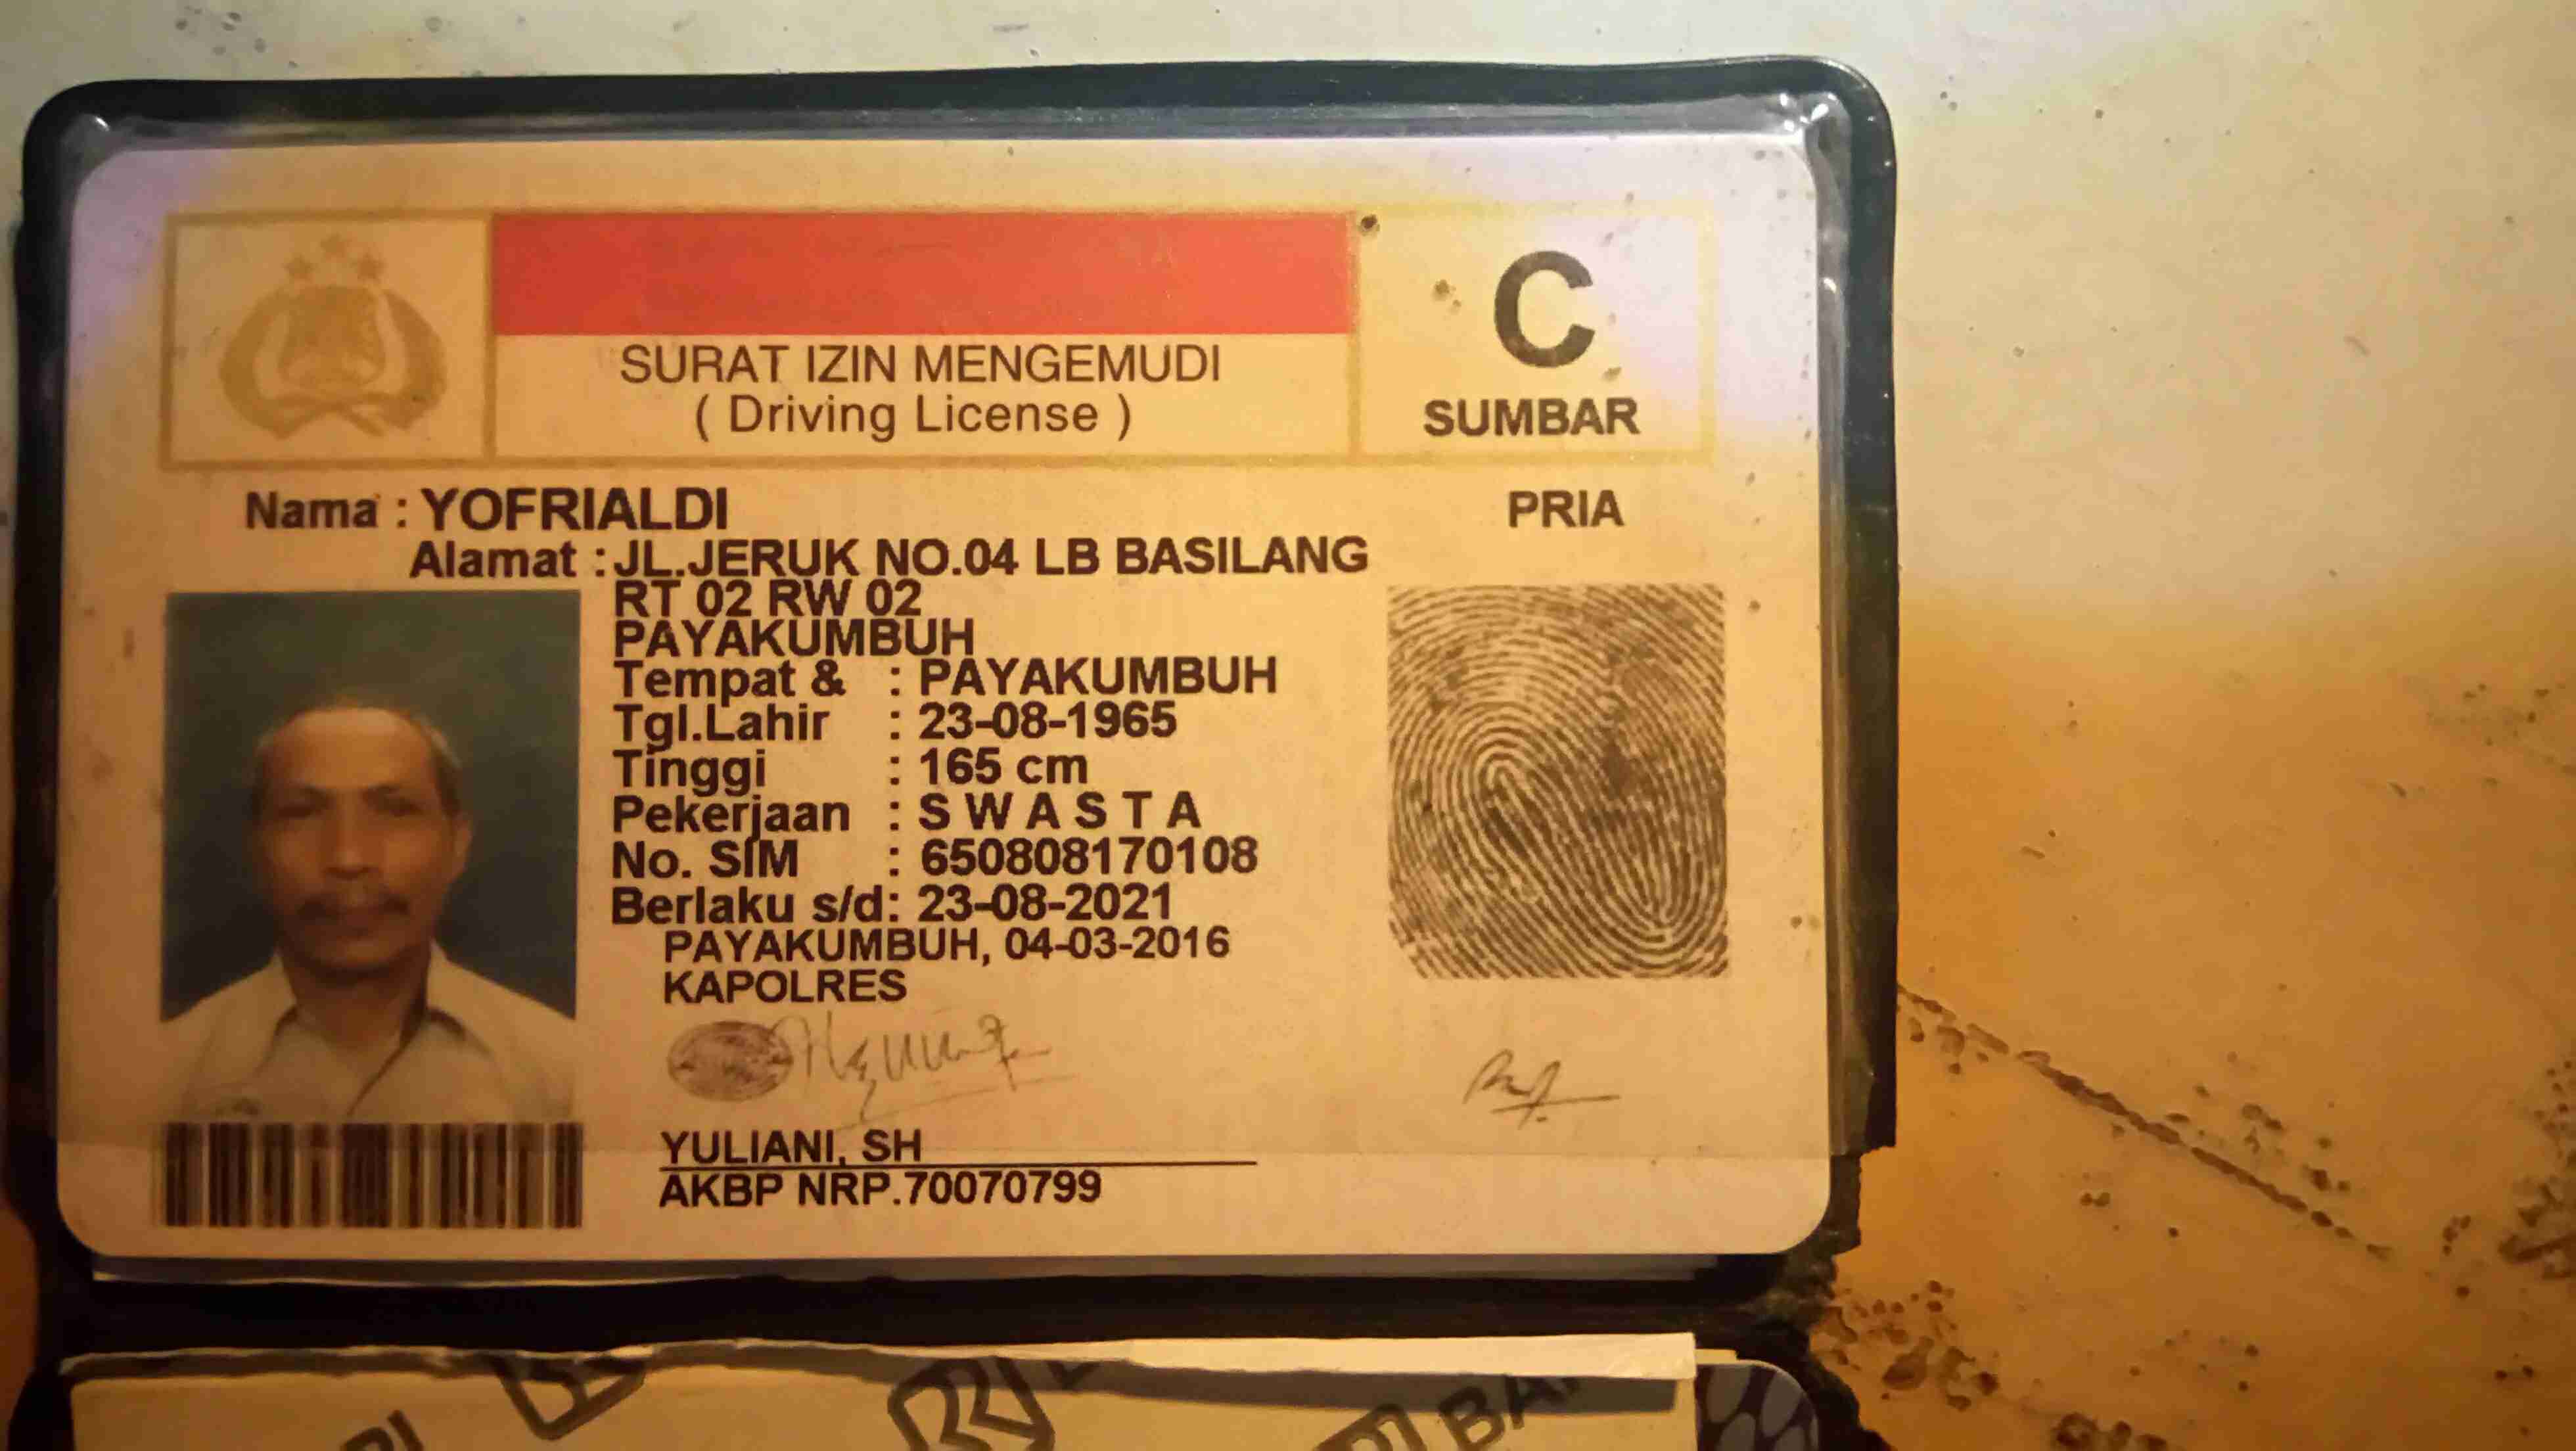 SURAT IZIN MENGEMUDI
( Driving License )
C
SUMBAR
Nama : YOFRIALDI
PRIA
Alamat : JL.JERUK NO.04 LB BASILANG
RT 02 RW 02
PAYAKUMBUH
Tempat & : PAYAKUMBUH
Tgl.Lahir : 23-08-1965
Tinggi : 165 cm
Pekerjaan : S W A S T A
No. SIM : 650808170108
Berlaku s/d: 23-08-2021
PAYAKUMBUH, 04-03-2016
KAPOLRES
YULIANI, SH
AKBP NRP.70070799